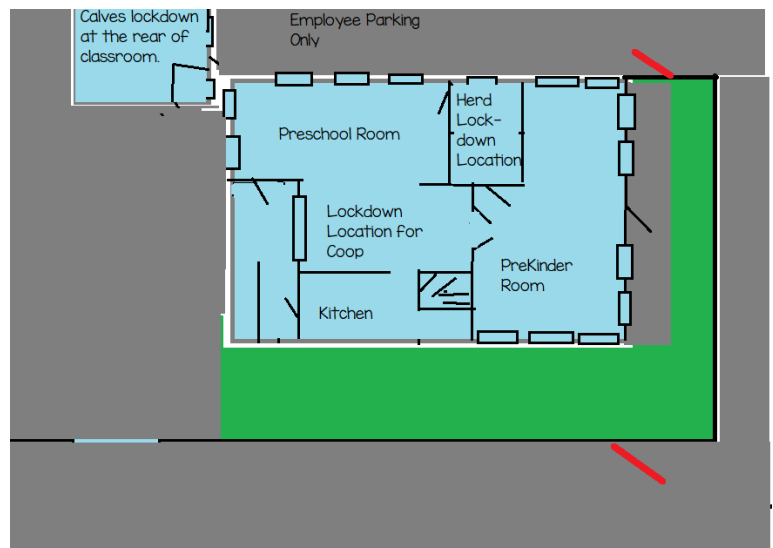 Calves lockdown
at the rear of
classroom.
Employee Parking
Only
Preschool Room
Herd
Lock-
down
Location
Lockdown
Location for
Coop
PreKinder
Room
Kitchen